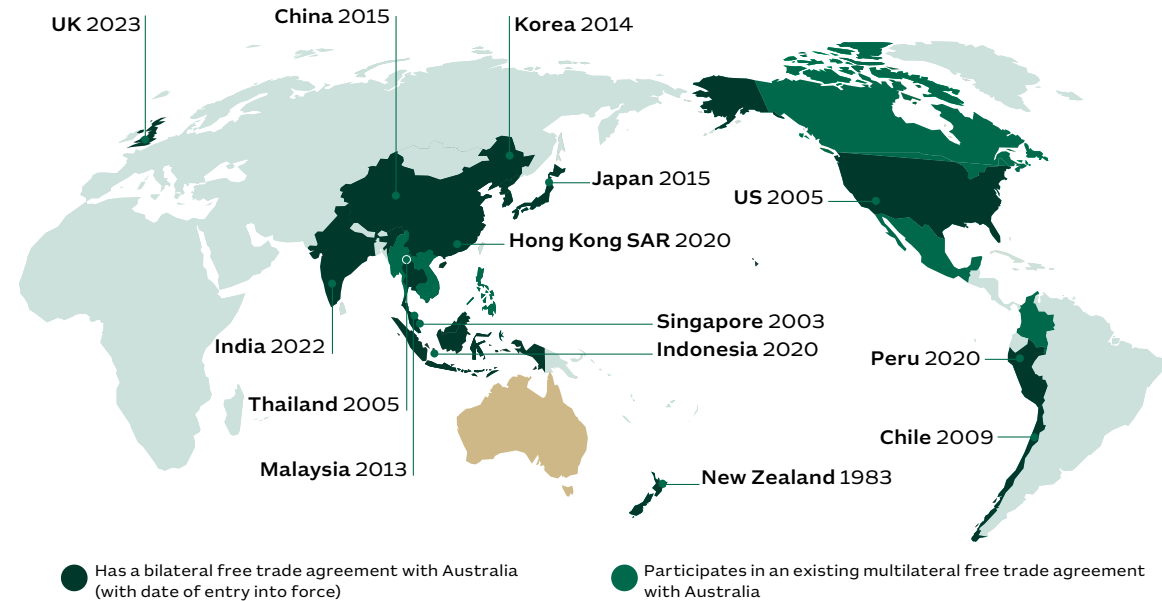 China 2015
UK 2023
Korea 2014
Japan 2015
US 2005
Hong Kong SAR 2020
Singapore 2003
India 2022
Indonesia 2020
Peru 2020
Thailand 2005
Chile 2009
Malaysia 2013
New Zealand 1983
Has a bilateral free trade agreement with Australia
(with date of entry into force)
Participates in an existing multilateral free trade agreement
with Australia